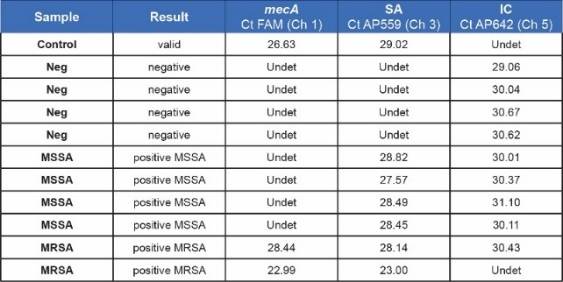 Sample Result mecA Ct FAM (Ch 1) SA Ct AP559 (Ch 3) IC Ct AP642 (Ch 5)
Control valid 26.63 29.02 Undet
Neg negative Undet Undet 29.06
Neg negative Undet Undet 30.04
Neg negative Undet Undet 30.67
Neg negative Undet Undet 30.62
MSSA positive MSSA Undet 28.82 30.01
MSSA positive MSSA Undet 27.57 30.37
MSSA positive MSSA Undet 28.49 31.10
MSSA positive MSSA Undet 28.45 30.11
MRSA positive MRSA 28.44 28.14 30.43
MRSA positive MRSA 22.99 23.00 Undet